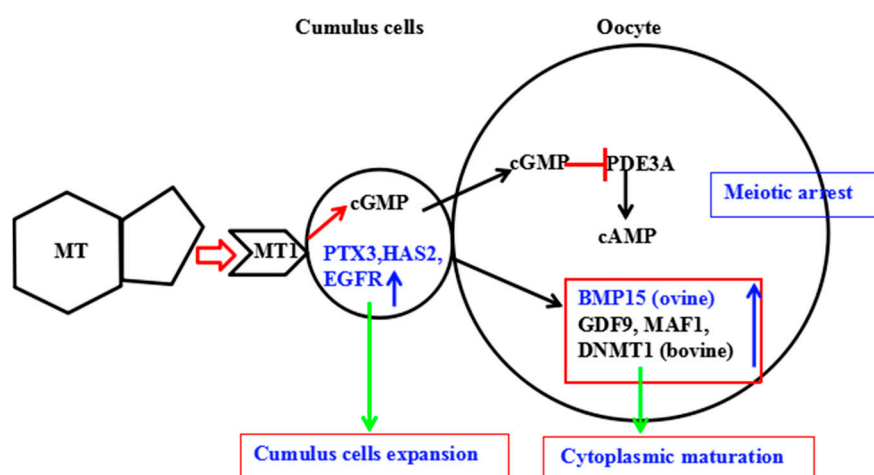 Cumulus cells
Oocyte
MT
MT1
cGMP
PTX3,HAS2,
EGFR
cGMP
PDE3A
cAMP
Meiotic arrest
BMP15 (ovine)
GDF9, MAF1,
DNMT1 (bovine)
Cumulus cells expansion
Cytoplasmic maturation